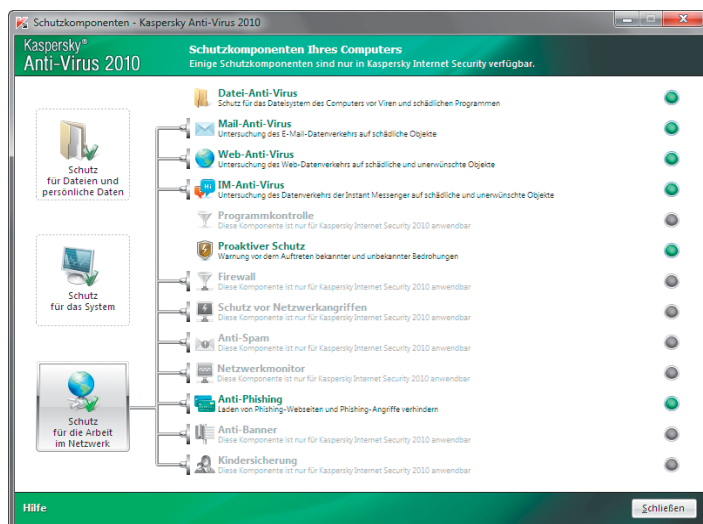 Schutzkomponenten - Kaspersky Anti-Virus 2010
Kaspersky®
Anti-Virus 2010
Schutzkomponenten Ihres Computers
Einige Schutzkomponenten sind nur in Kaspersky Internet Security verfügbar.
Schutz
für Dateien und
persönliche Daten
Schutz
für das System
Schutz
für die Arbeit
im Netzwerk
Datei-Anti-Virus
Schutz für das Dateisystem des Computers vor Viren und schädlichen Programmen
Mail-Anti-Virus
Untersuchung des E-Mail-Datenverkehrs auf schädliche Objekte
Web-Anti-Virus
Untersuchung des Web-Datenverkehrs auf schädliche und unerwünschte Objekte
IM-Anti-Virus
Untersuchung des Datenverkehrs der Instant Messenger auf schädliche und unerwünschte Objekte
Programmkontrolle
Diese Komponente ist nur für Kaspersky Internet Security 2010 anwendbar
Proaktiver Schutz
Warnung vor dem Auftreten bekannter und unbekannter Bedrohungen
Firewall
Diese Komponente ist nur für Kaspersky Internet Security 2010 anwendbar
Schutz vor Netzwerkangriffen
Diese Komponente ist nur für Kaspersky Internet Security 2010 anwendbar
Anti-Spam
Diese Komponente ist nur für Kaspersky Internet Security 2010 anwendbar
Netzwerkmonitor
Diese Komponente ist nur für Kaspersky Internet Security 2010 anwendbar
Anti-Phishing
Laden von Phishing-Webseiten und Phishing-Angriffe verhindern
Anti-Banner
Diese Komponente ist nur für Kaspersky Internet Security 2010 anwendbar
Kindersicherung
Diese Komponente ist nur für Kaspersky Internet Security 2010 anwendbar
Hilfe
Schließen